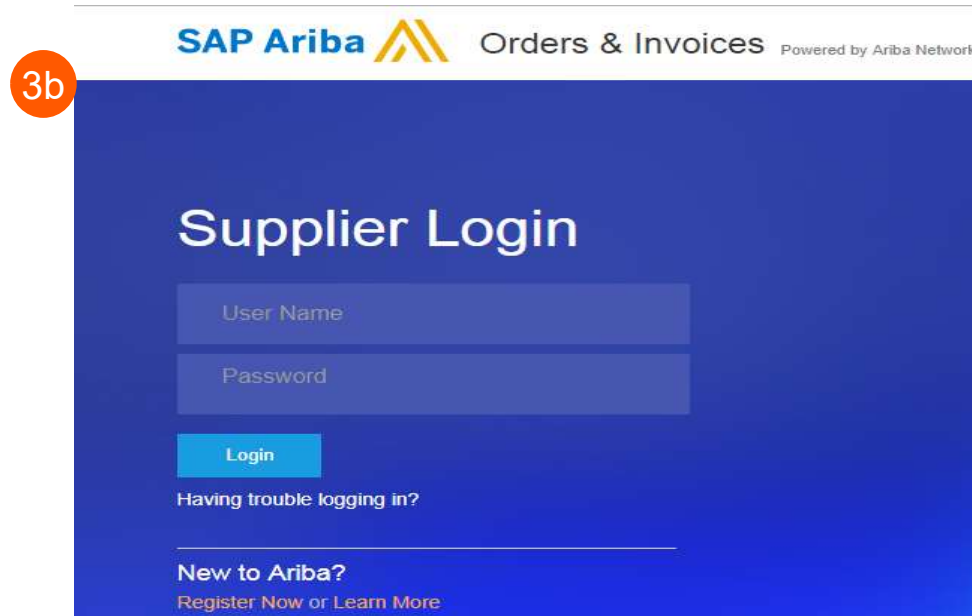 SAP Ariba Orders & Invoices Powered by Ariba Network
3b
Supplier Login
User Name
Password
Login
Having trouble logging in?
New to Ariba?
Register Now or Learn More